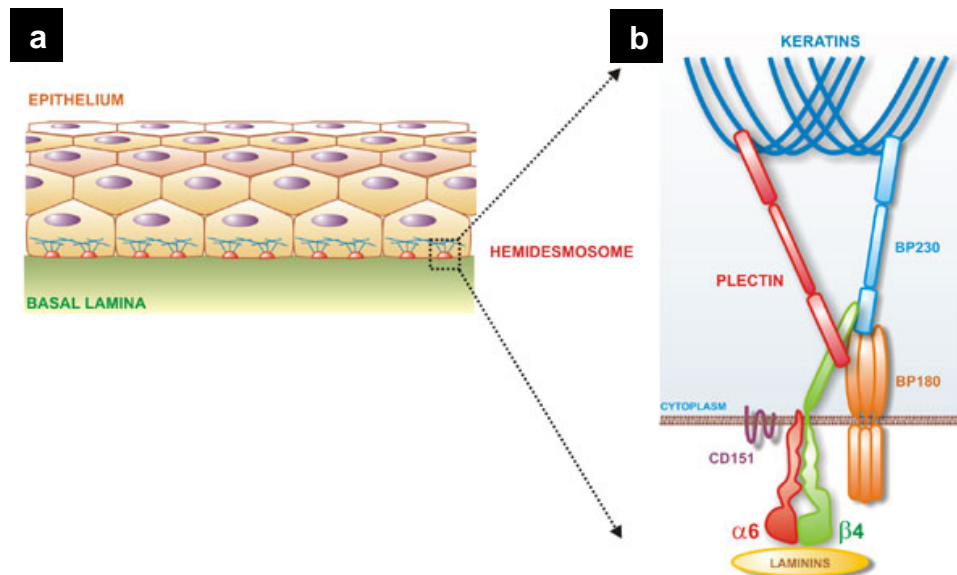 a
EPITHELIUM
HEMIDESMOSOME
BASAL LAMINA
b
KERATINS
BP230
PLECTIN
BP180
CYTOPLASM
CD151
α6
β4
LAMININS